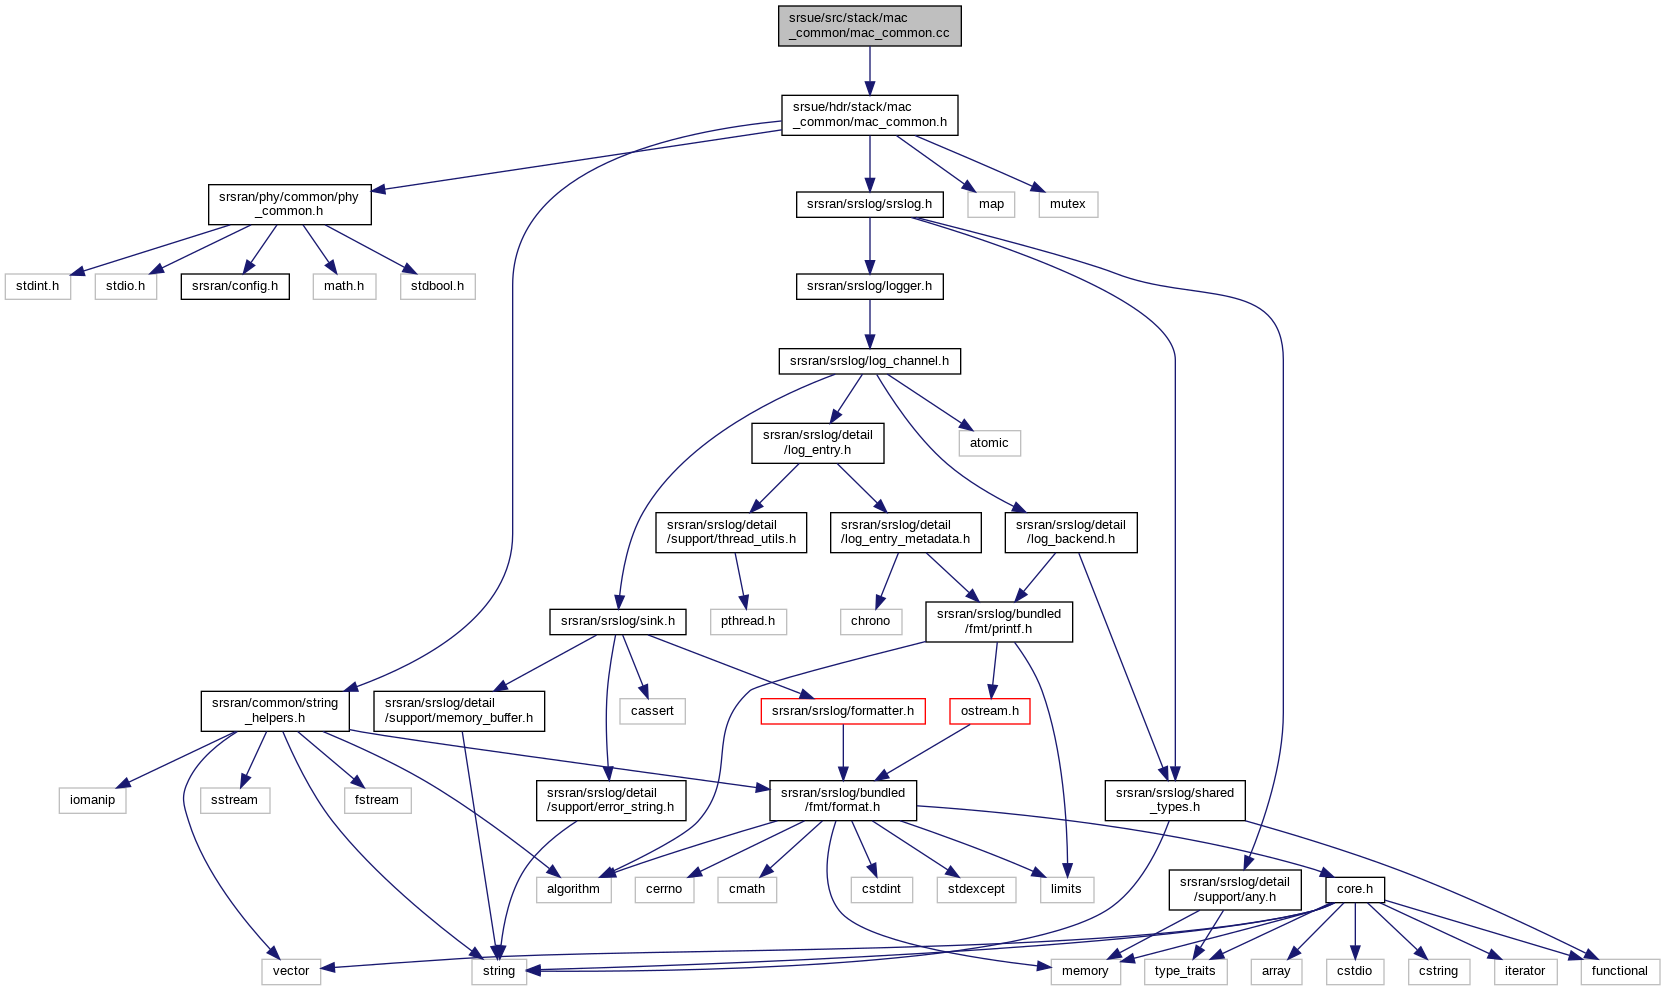 srsue/src/stack/mac
_common/mac_common.cc
srsue/hdr/stack/mac
_common/mac_common.h
srsran/phy/common/phy
_common.h
srsran/srslog/srslog.h
map
mutex
stdint.h
stdio.h
srsran/config.h
math.h
stdbool.h
srsran/srslog/logger.h
srsran/srslog/log_channel.h
srsran/srslog/detail
/log_entry.h
atomic
srsran/srslog/detail
/support/thread_utils.h
srsran/srslog/detail
/log_entry_metadata.h
srsran/srslog/detail
/log_backend.h
srsran/srslog/sink.h
pthread.h
chrono
srsran/srslog/bundled
/fmt/printf.h
srsran/common/string
_helpers.h
srsran/srslog/detail
/support/memory_buffer.h
cassert
srsran/srslog/formatter.h
ostream.h
iomanip
sstream
fstream
srsran/srslog/detail
/support/error_string.h
srsran/srslog/bundled
/fmt/format.h
srsran/srslog/shared
_types.h
algorithm
cerrno
cmath
cstdint
stdexcept
limits
srsran/srslog/detail
/support/any.h
core.h
vector
string
memory
type_traits
array
cstdio
cstring
iterator
functional